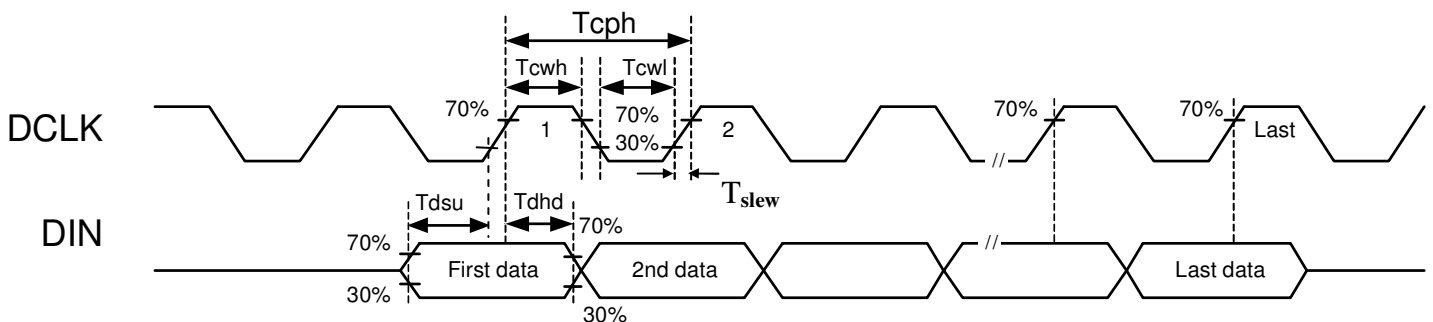 Tcph
Tcwh
Tcwl
DCLK
70%
1
70%
30%
2
//
70%
70%
Last
Tslew
Tdsu
Tdhd
DIN
70%
30%
70%
30%
First data
2nd data
//
Last data